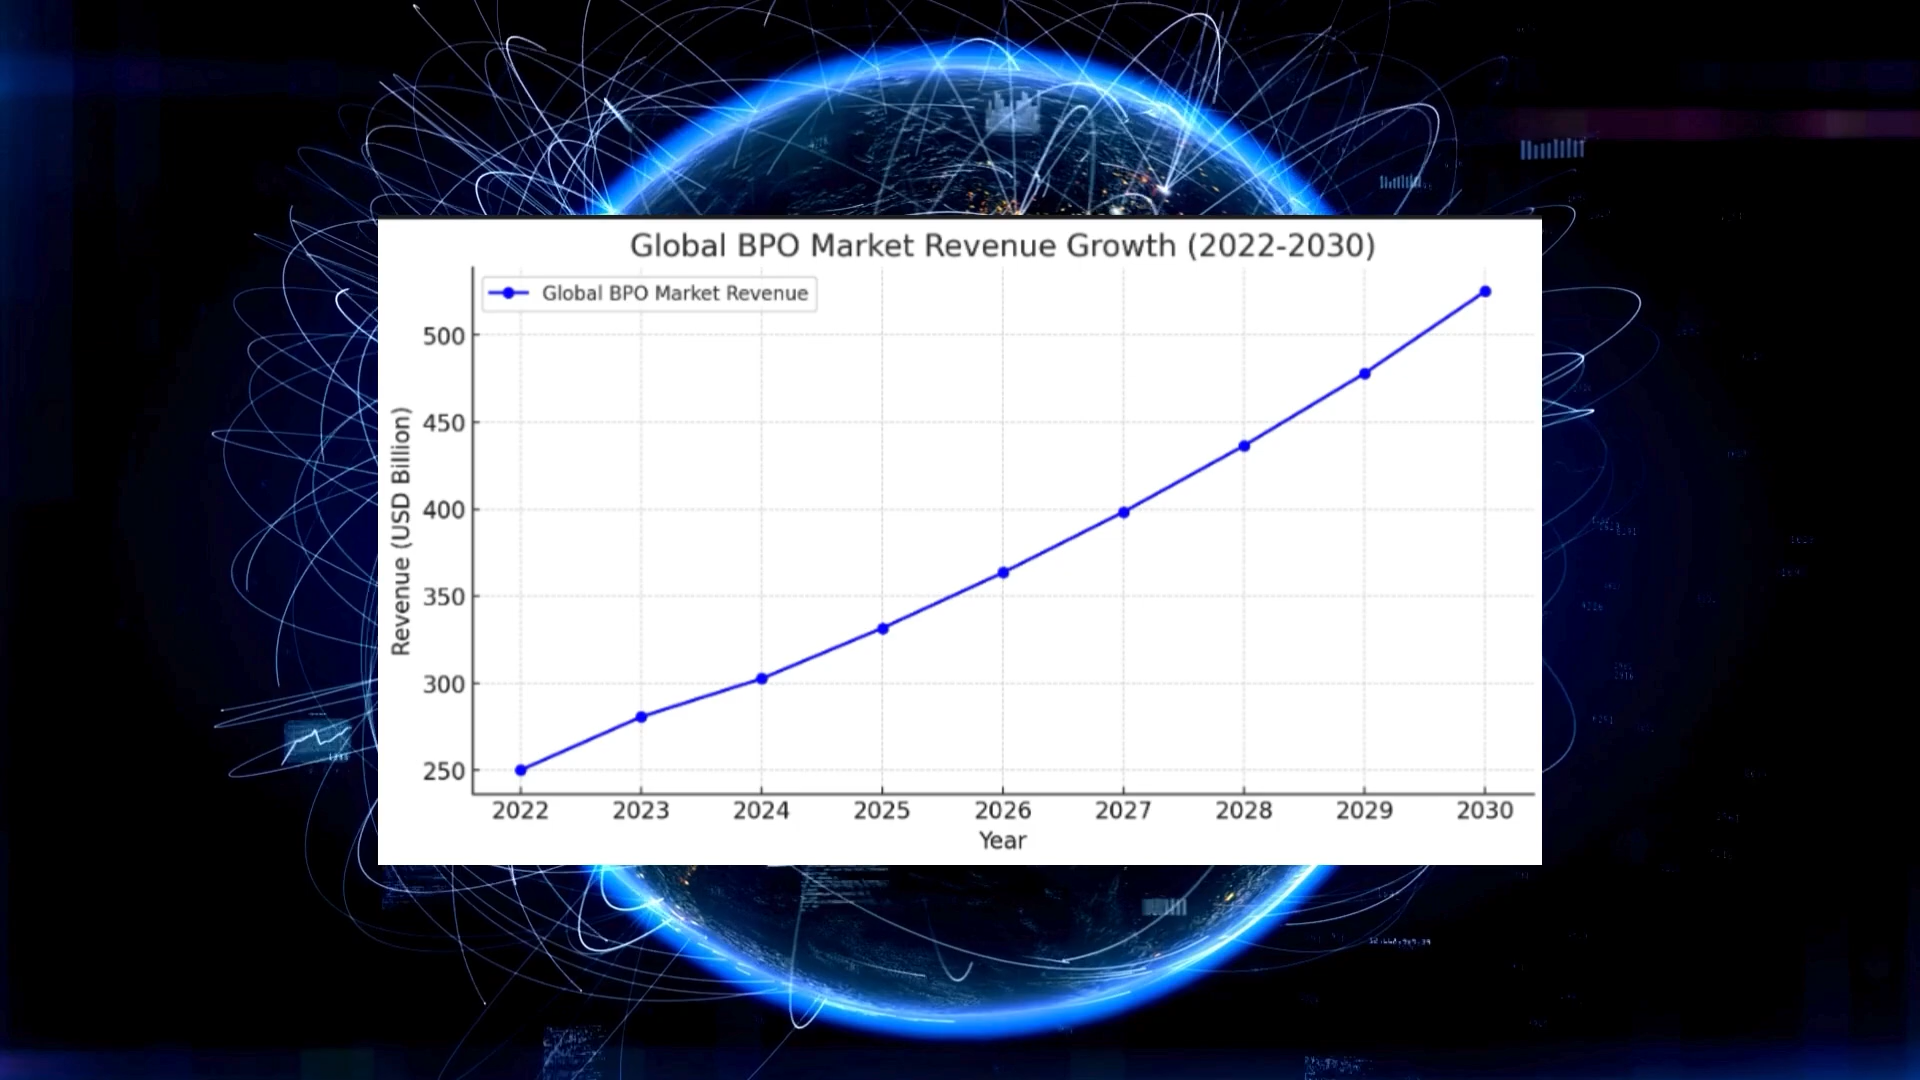 Global BPO Market Revenue Growth (2022-2030)
Global BPO Market Revenue
500
450
400
350
300
250
Revenue (USD Billion)
2022 2023 2024 2025 2026 2027 2028 2029 2030
Year